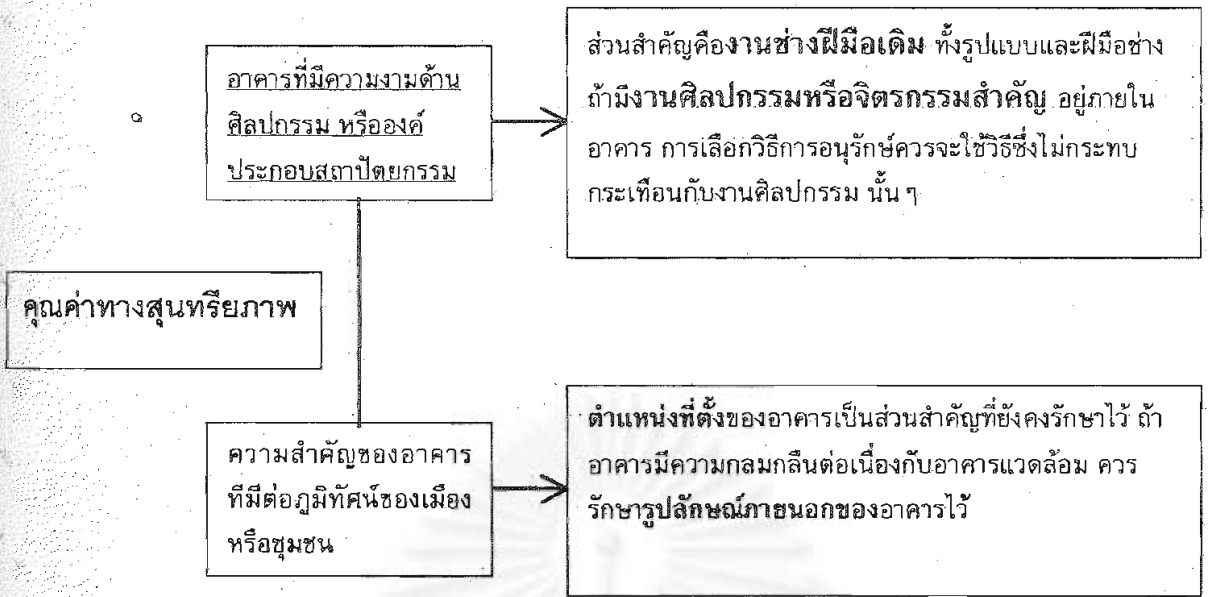 อาคารที่มีความงามด้าน
ศิลปกรรม หรือองค์
ประกอบสถาปัตยกรรม
ส่วนสำคัญคืองานช่างฝีมือเดิม ทั้งรูปแบบและฝีมือช่าง
ถ้ามีงานศิลปกรรมหรือจิตรกรรมสำคัญ อยู่ภายใน
อาคาร การเลือกวิธีการอนุรักษ์ควรจะใช้วิธีซึ่งไม่กระทบ
กระเทือนกับงานศิลปกรรม นั้น ๆ
คุณค่าทางสุนทรียภาพ
ความสำคัญของอาคาร
ที่มีต่อภูมิทัศน์ของเมือง
หรือชุมชน
ตำแหน่งที่ตั้งของอาคารเป็นส่วนสำคัญที่ยังคงรักษาไว้ ถ้า
อาคารมีความกลมกลืนต่อเนื่องกับอาคารแวดล้อม ควร
รักษารูปลักษณ์ภายนอกของอาคารไว้